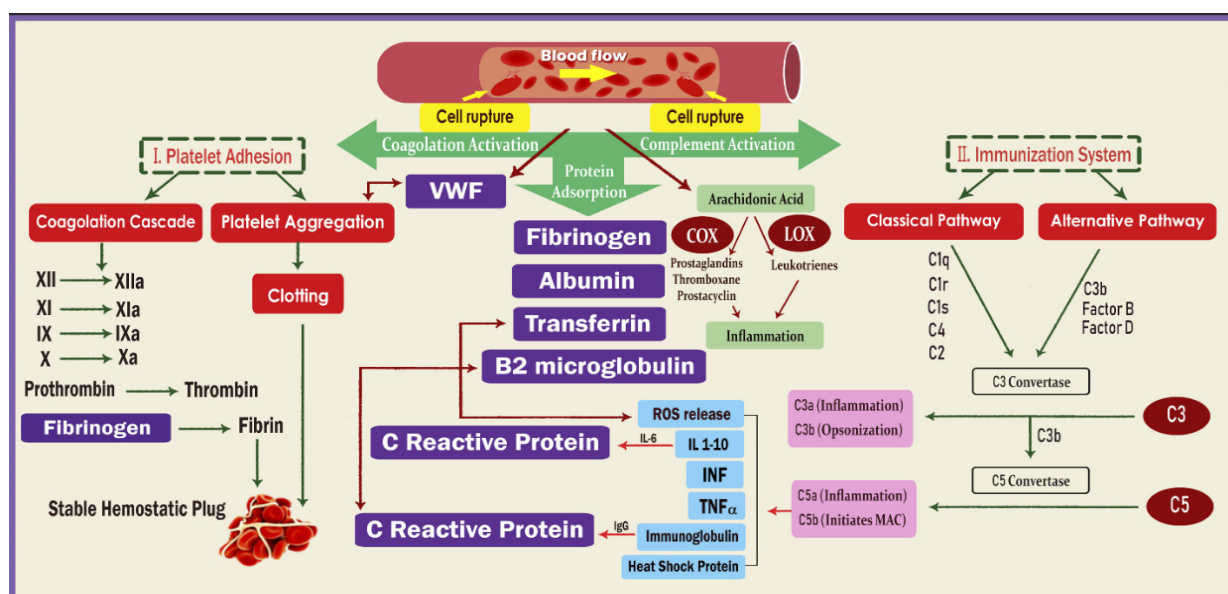 Blood flow
Cell rupture
Cell rupture
Coagolation Activation
Complement Activation
Protein
Adsorption
I. Platelet Adhesion
Coagolation Cascade
Platelet Aggregation
VWF
XII
XIIa
XI
XIa
IX
IXa
X
Xa
Clotting
Prothrombin
Thrombin
Fibrinogen
Fibrin
Stable Hemostatic Plug
Fibrinogen
Albumin
Transferrin
B2 microglobulin
C Reactive Protein
C Reactive Protein
Arachidonic Acid
COX
LOX
Prostaglandins
Thromboxane
Prostacyclin
Leukotrienes
Inflammation
ROS release
IL-6
IL 1-10
INF
TNFα
IgG
Immunoglobulin
Heat Shock Protein
II. Immunization System
Classical Pathway
Alternative Pathway
C1q
C1r
C1s
C4
C2
C3b
Factor B
Factor D
C3 Convertase
C3a (Inflammation)
C3b (Opsonization)
C3
C3b
C5 Convertase
C5a (Inflammation)
C5b (Initiates MAC)
C5